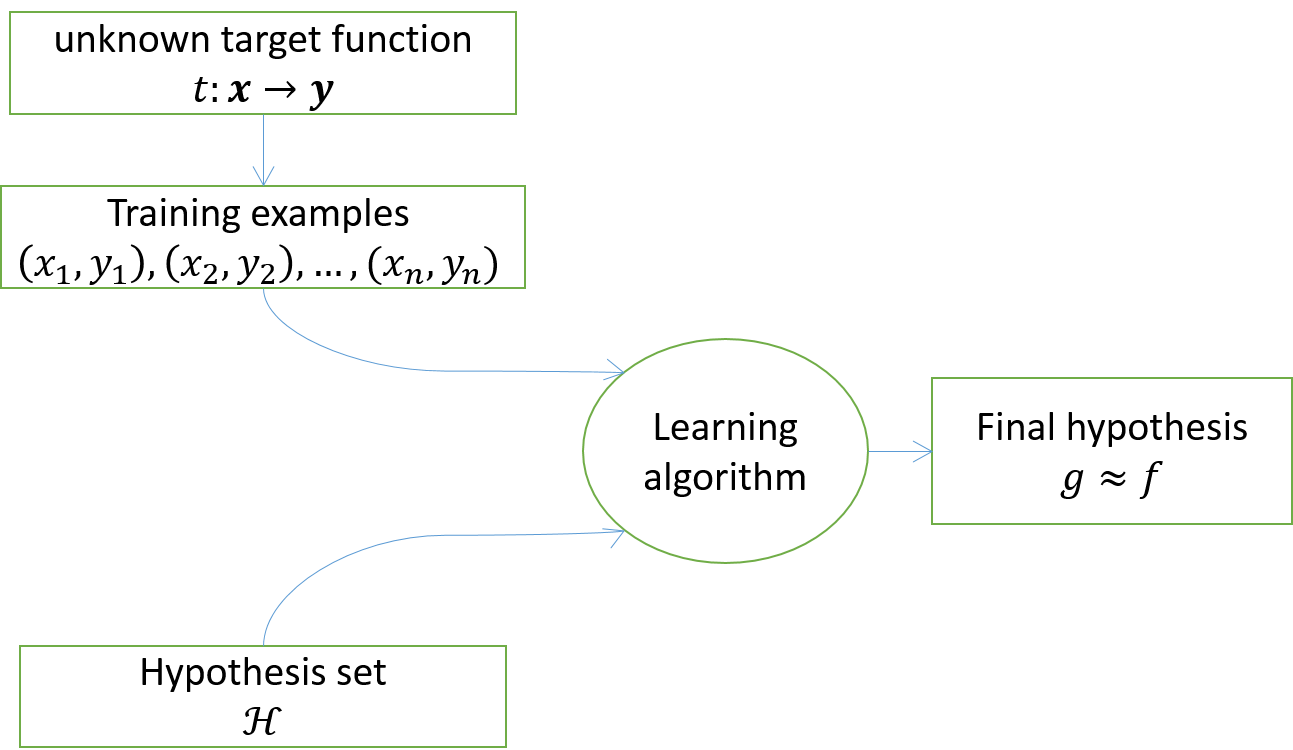 unknown target function
t: x → y
Training examples
(x₁, y₁), (x₂, y₂), … , (xₙ, yₙ)
Learning
algorithm
Final hypothesis
g ≈ f
Hypothesis set
ℋ